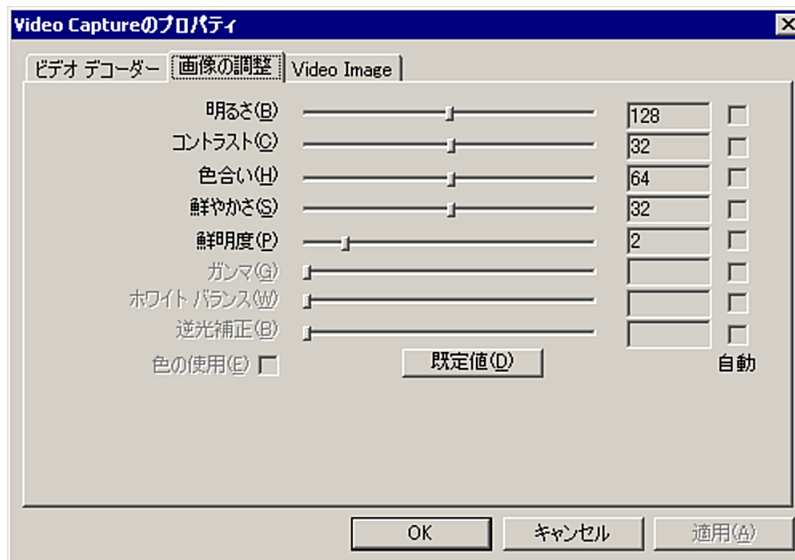 Video Captureのプロパティ
ビデオ デコーダー 画像の調整 Video Image
明るさ(B) 128
コントラスト(C) 32
色合い(H) 64
鮮やかさ(S) 32
鮮明度(P) 2
ガンマ(G)
ホワイト バランス(W)
逆光補正(B)
色の使用(E) 既定値(D) 自動
OK キャンセル 適用(A)